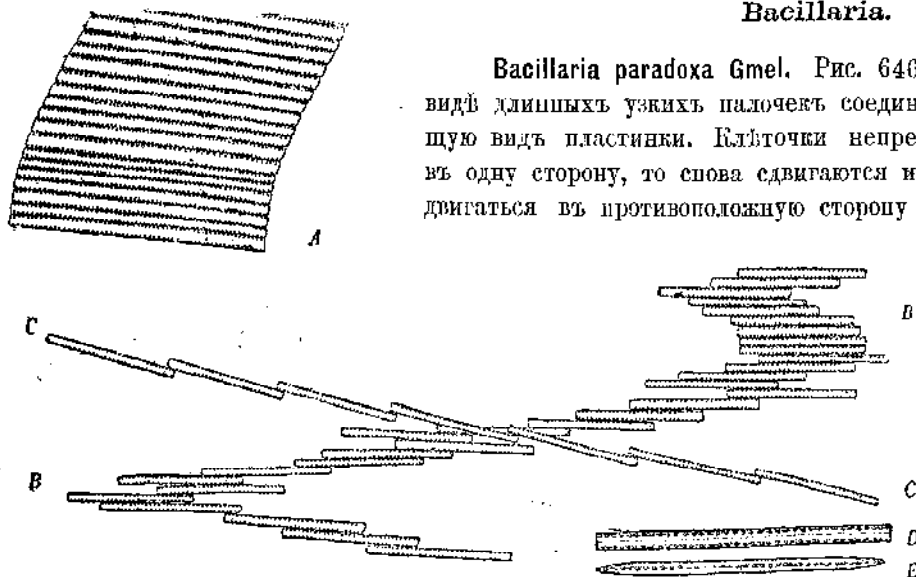 Bacillaria.
Bacillaria paradoxa Gmel. Рис. 646
видѣ длинныхъ узкихъ палочекъ соедин
щую видъ пластинки. Клѣточки непре
въ одну сторону, то снова сдвигаются и
двигаться въ противоположную сторону
A
C
B
B
C
D
E